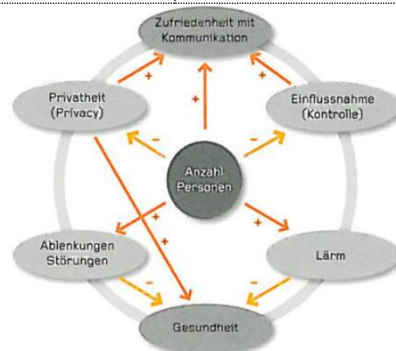 Zufriedenheit mit
Kommunikation
+
+
+
Privatheit
(Privacy)
Einflussnahme
(Kontrolle)
−
−
Anzahl
Personen
+
+
+
Ablenkungen
Störungen
Lärm
−
−
Gesundheit